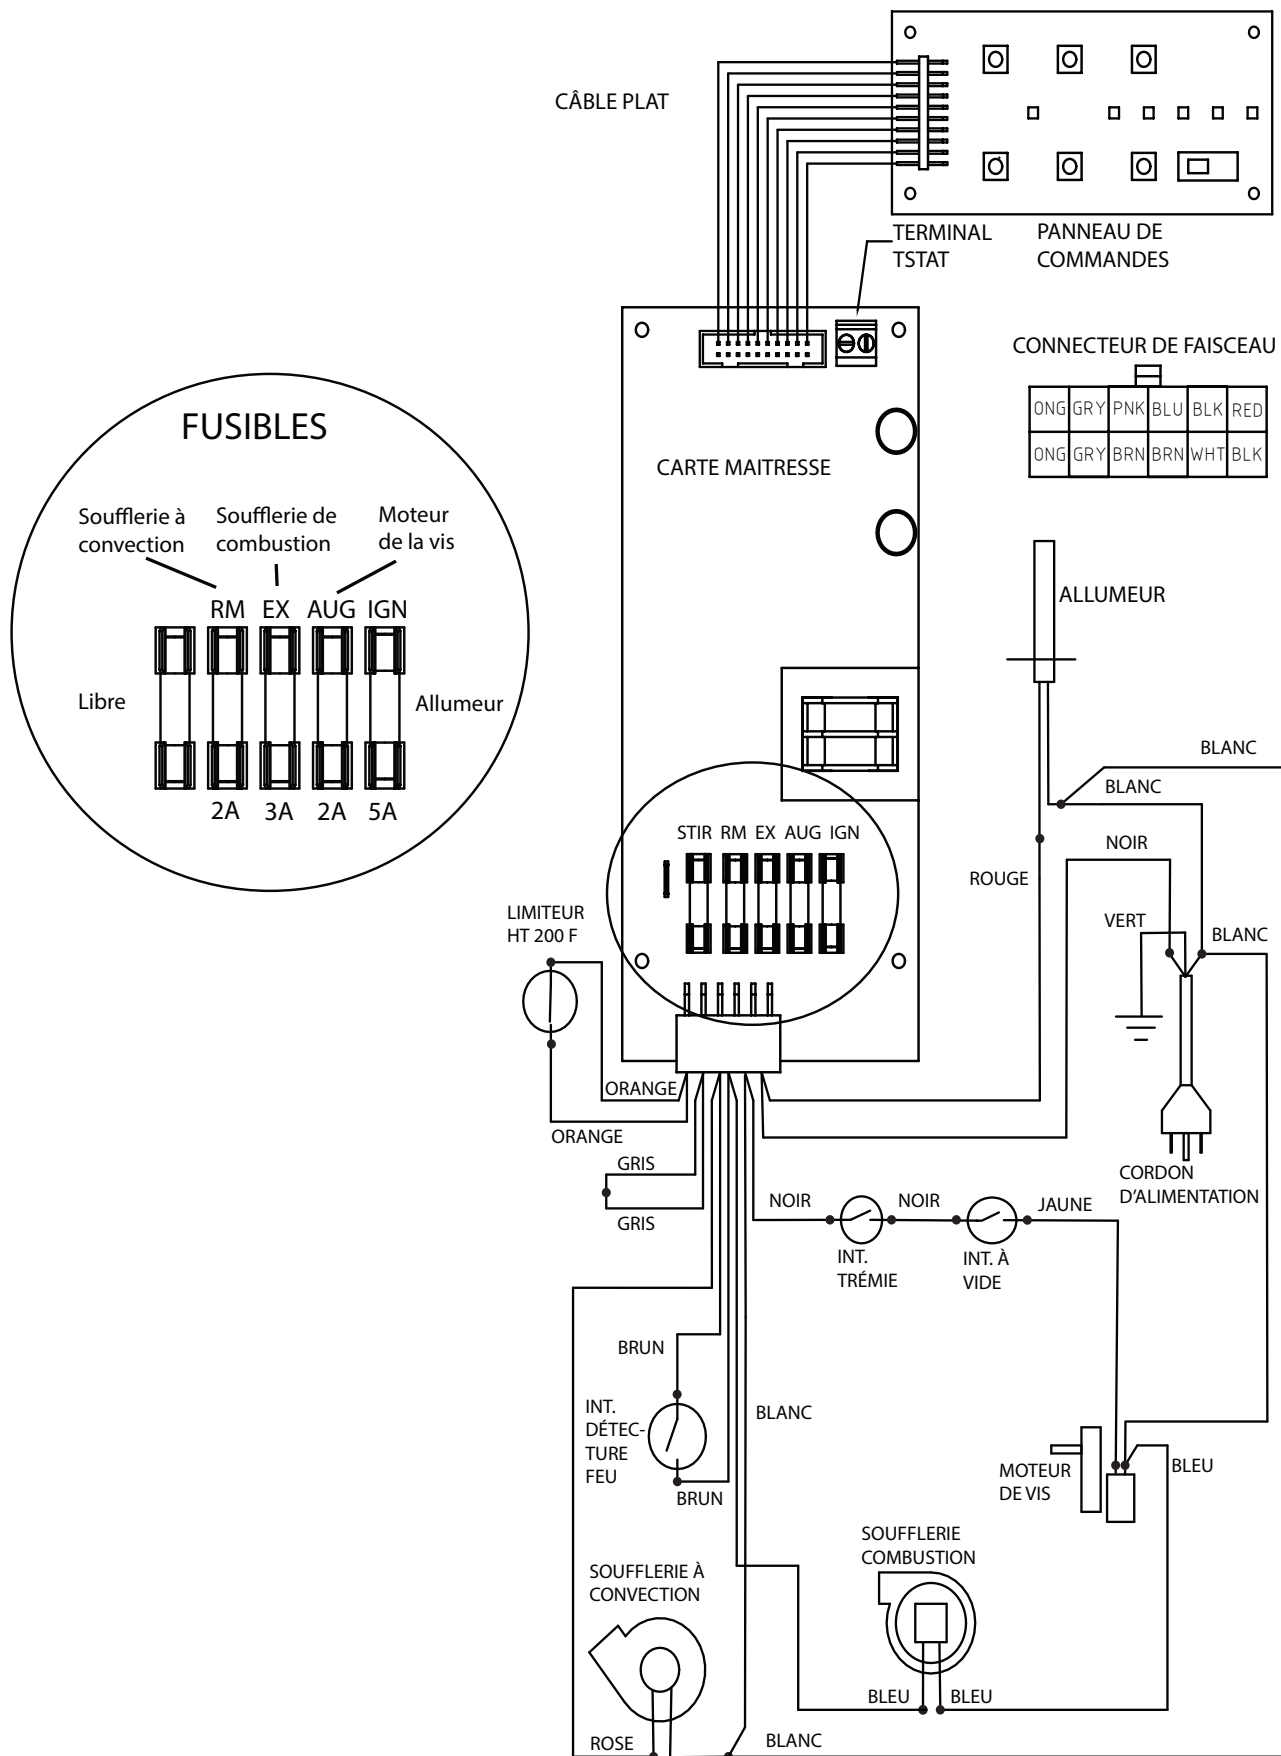 CÂBLE PLAT
TERMINAL
TSTAT
PANNEAU DE
COMMANDES
CONNECTEUR DE FAISCEAU
ONG GRY PNK BLU BLK RED
ONG GRY BRN BRN WHT BLK
FUSIBLES
Soufflerie à
convection
Soufflerie de
combustion
Moteur
de la vis
RM EX AUG IGN
Libre
Allumeur
2A 3A 2A 5A
CARTE MAITRESSE
ALLUMEUR
BLANC
BLANC
NOIR
STIR RM EX AUG IGN
ROUGE
LIMITEUR
HT 200 F
VERT
BLANC
ORANGE
ORANGE
GRIS
GRIS
CORDON
D'ALIMENTATION
NOIR
NOIR
JAUNE
INT.
TRÉMIE
INT. À
VIDE
BRUN
INT.
DÉTEC-
TURE
FEU
BLANC
BRUN
MOTEUR
DE VIS
BLEU
SOUFFLERIE
COMBUSTION
SOUFFLERIE À
CONVECTION
BLEU
BLEU
ROSE
BLANC